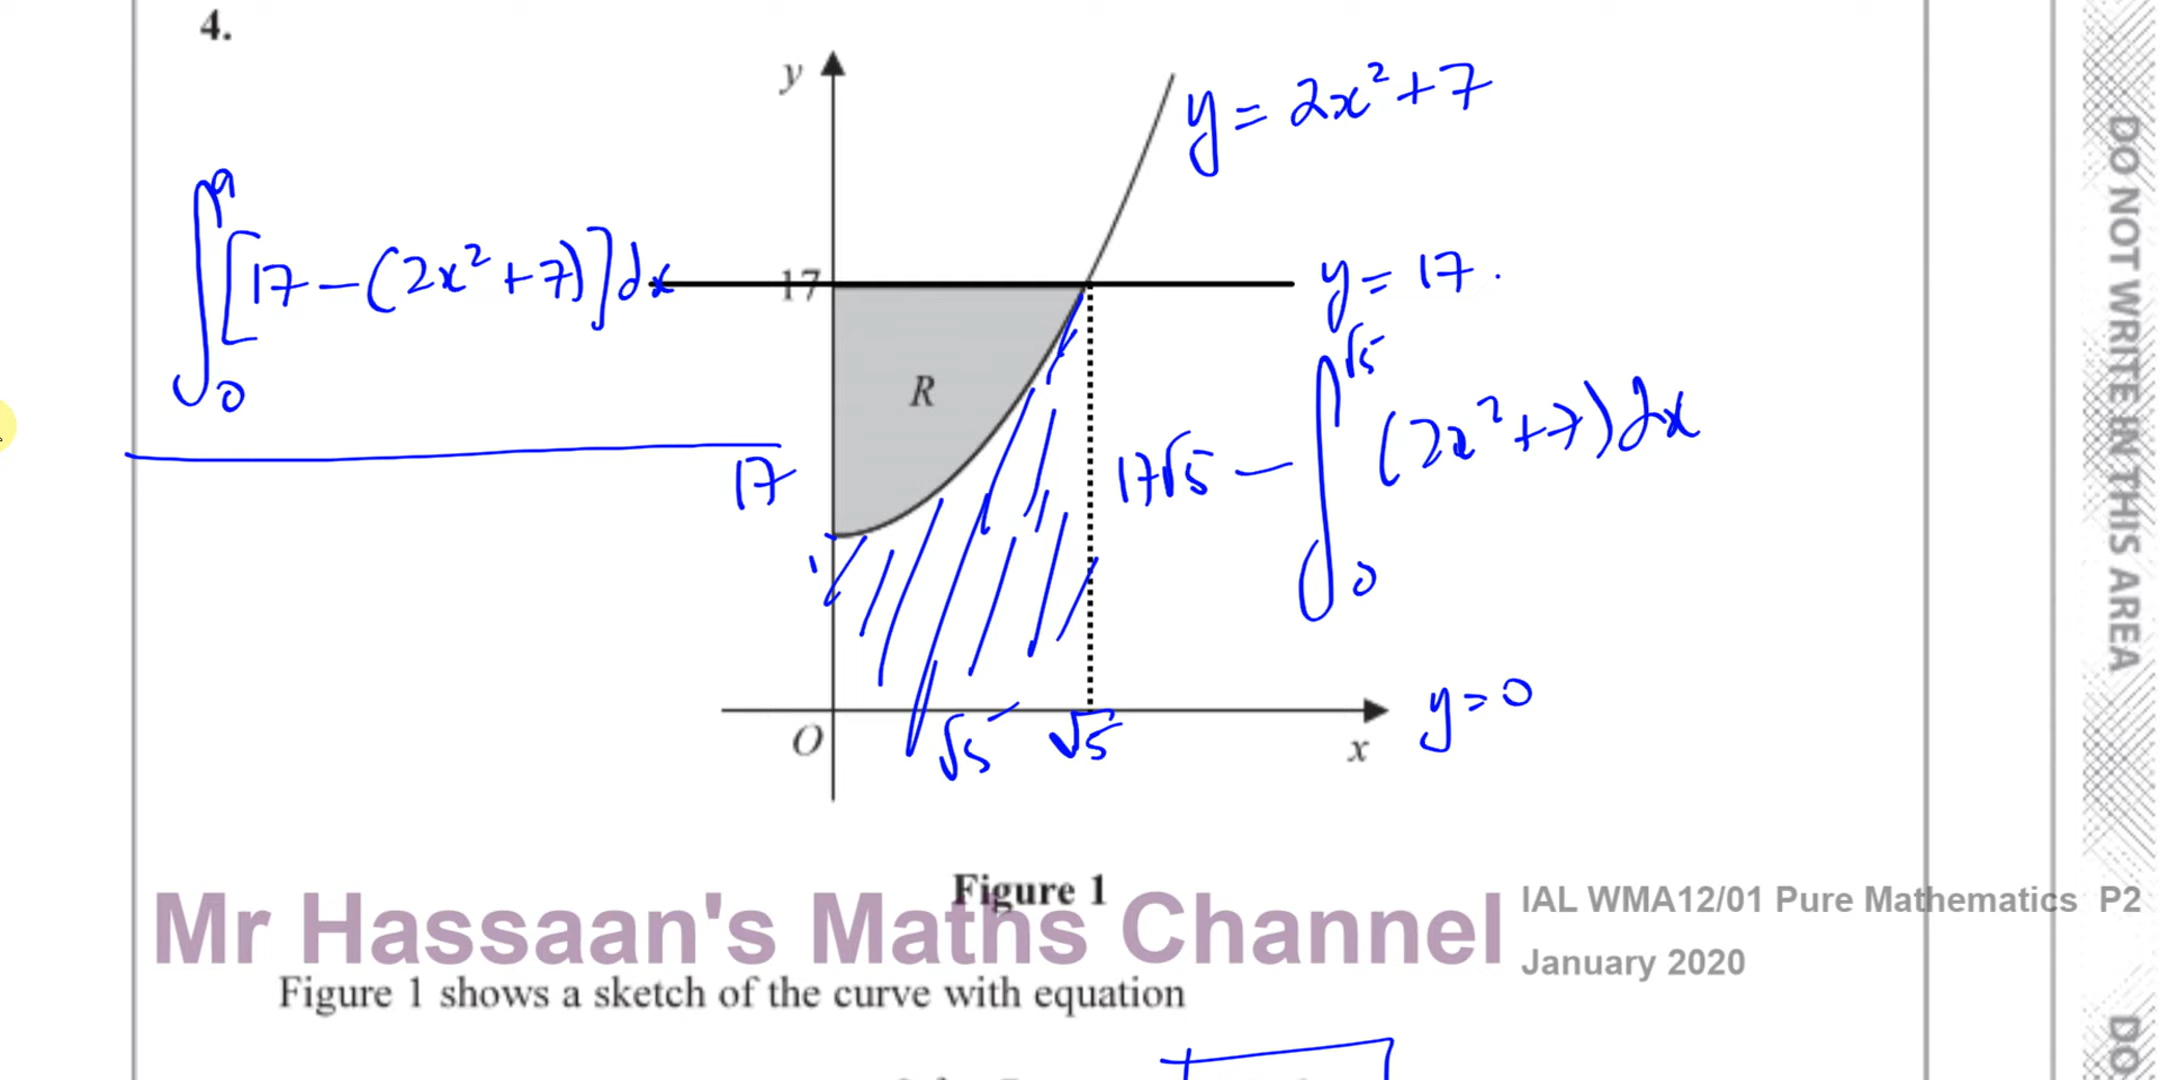 4.
y
y = 2x² + 7
∫₀ᵃ [17 − (2x² + 7)] dx
17
y = 17.
R
17
17√5 − ∫₀^√5 (2x² + 7) dx
y = 0
O
√5
√5
x
Figure 1
Mr Hassaan's Maths Channel
IAL WMA12/01 Pure Mathematics P2
January 2020
Figure 1 shows a sketch of the curve with equation
DO NOT WRITE IN THIS AREA
DO